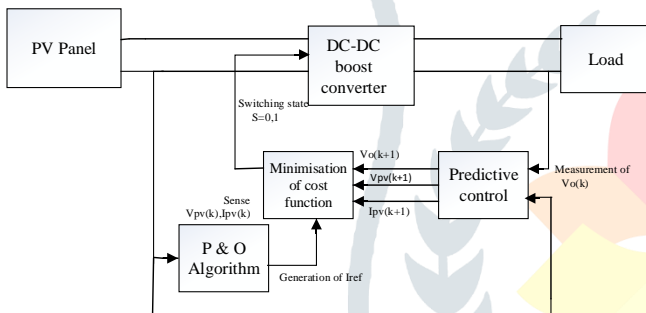 PV Panel
DC-DC
boost
converter
Load
Switching state
S=0,1
Minimisation
of cost
function
Vo(k+1)
Vpv(k+1)
Ipv(k+1)
Predictive
control
Measurement of
Vo(k)
Sense
Vpv(k),Ipv(k)
P & O
Algorithm
Generation of Iref